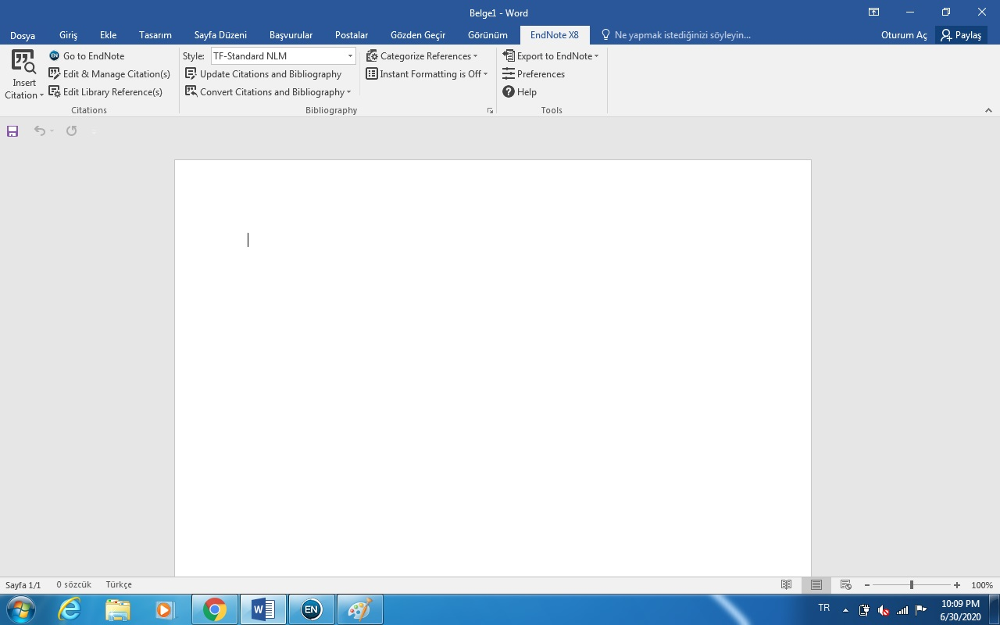 Belge1 - Word
Dosya Giriş Ekle Tasarım Sayfa Düzeni Başvurular Postalar Gözden Geçir Görünüm EndNote X8 Ne yapmak istediğinizi söyleyin... Oturum Aç Paylaş
Insert Citation
Go to EndNote
Edit & Manage Citation(s)
Edit Library Reference(s)
Citations
Style: TF-Standard NLM
Update Citations and Bibliography
Convert Citations and Bibliography
Categorize References
Instant Formatting is Off
Bibliography
Export to EndNote
Preferences
? Help
Tools
Sayfa 1/1 0 sözcük Türkçe 100%
W EN TR 10:09 PM
6/30/2020